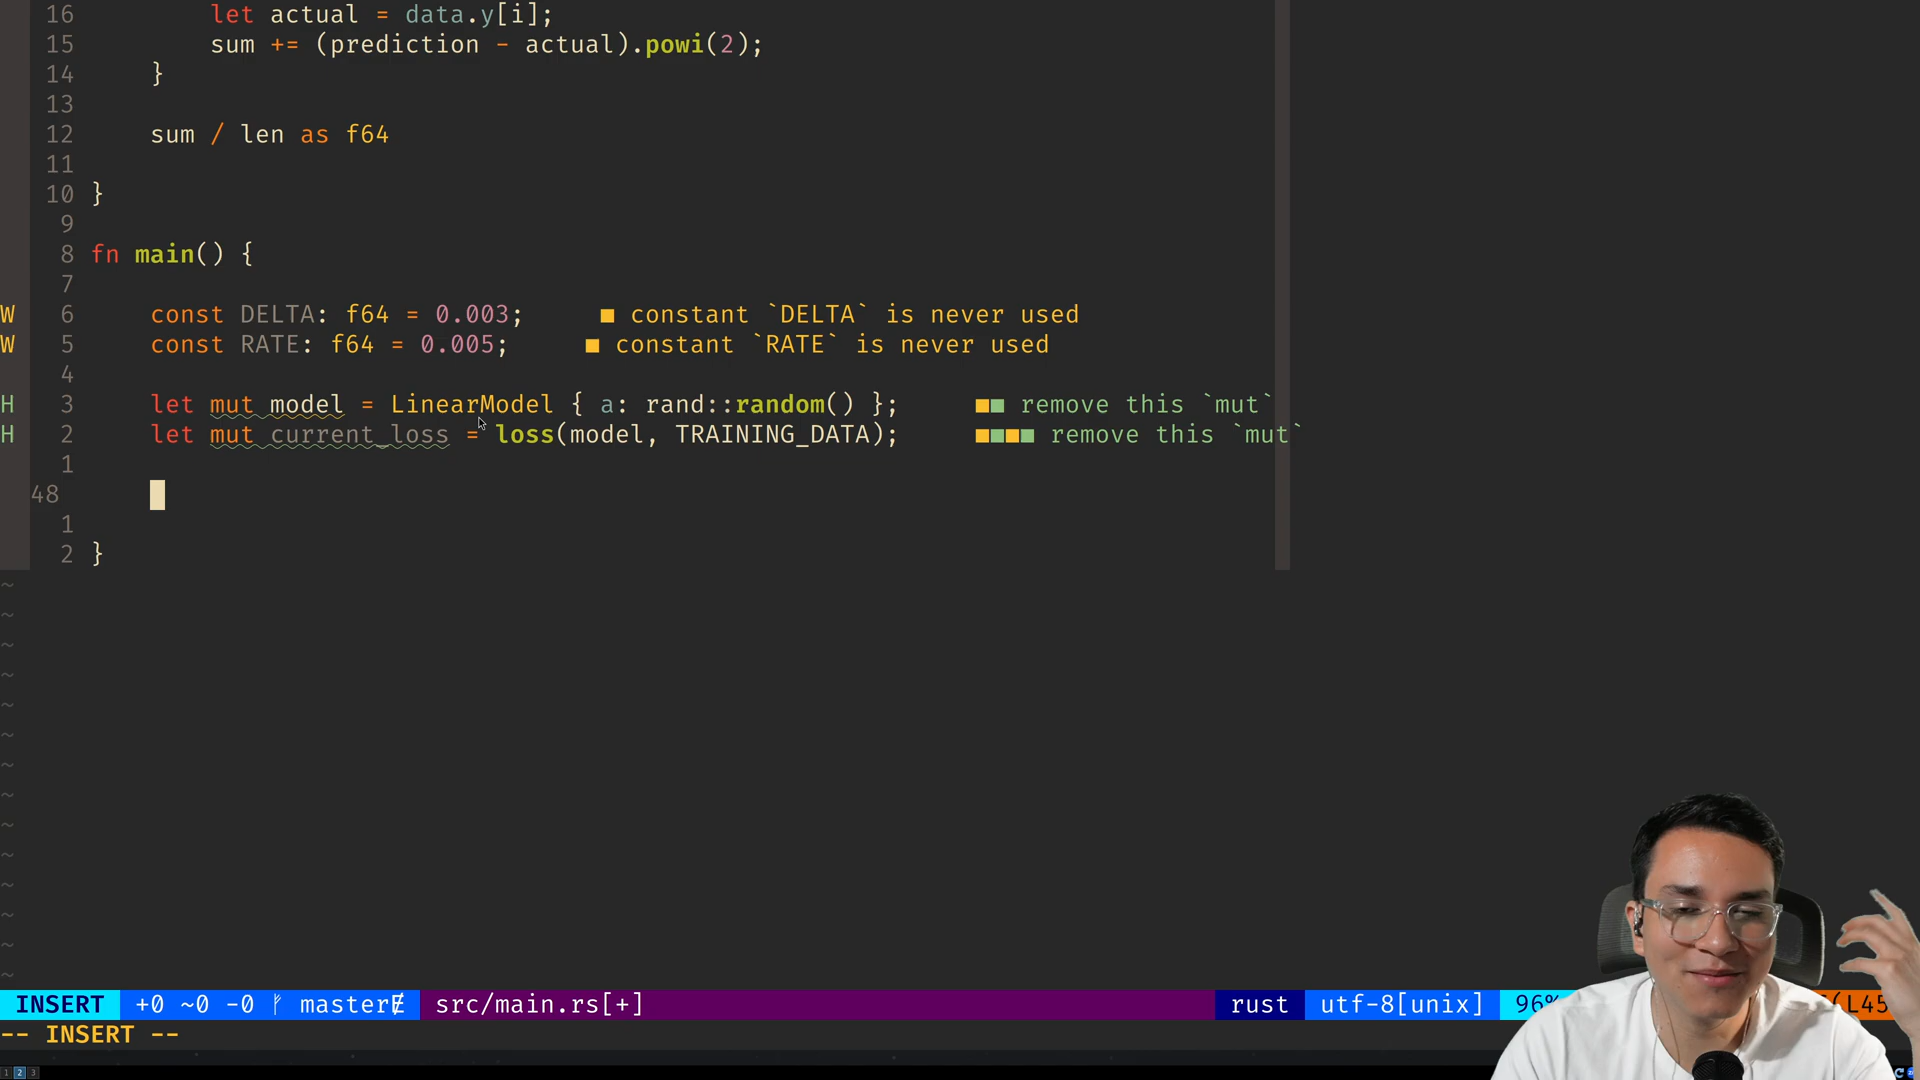 16 let actual = data.y[i];
15 sum += (prediction - actual).powi(2);
14 }
13
12 sum / len as f64
11
10 }
9
8 fn main() {
7
W 6 const DELTA: f64 = 0.003; ■ constant `DELTA` is never used
W 5 const RATE: f64 = 0.005; ■ constant `RATE` is never used
4
H 3 let mut model = LinearModel { a: rand::random() }; ■■ remove this `mut`
H 2 let mut current_loss = loss(model, TRAINING_DATA); ■■■■ remove this `mut`
1
48
1
2 }
~
~
~
~
~
~
~
~
~
~
~
~
~
~
INSERT +0 ~0 -0 ᚠ master rust src/main.rs[+] rust utf-8[unix] 96% (L45
-- INSERT --
1 2 3